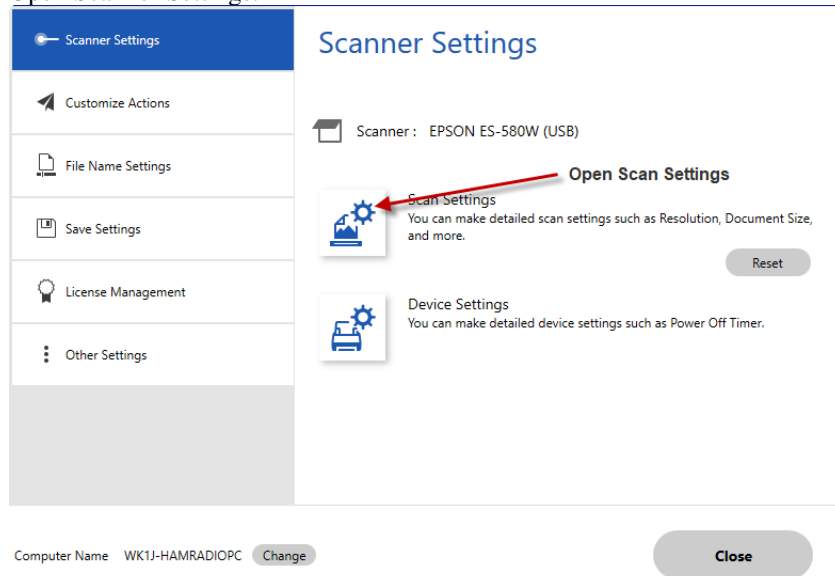 Open Scanner Settings.
Scanner Settings
Customize Actions
File Name Settings
Save Settings
License Management
Other Settings
Scanner Settings
Scanner : EPSON ES-580W (USB)
Open Scan Settings
Scan Settings
You can make detailed scan settings such as Resolution, Document Size,
and more.
Reset
Device Settings
You can make detailed device settings such as Power Off Timer.
Computer Name WK1J-HAMRADIOPC Change
Close